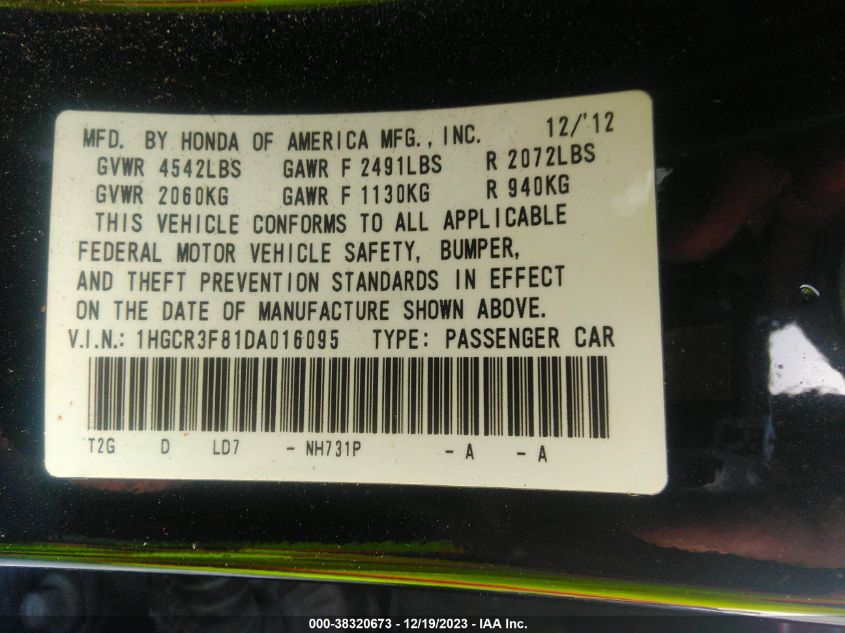 MFD. BY HONDA OF AMERICA MFG., INC. 12/'12
GVWR 4542LBS GAWR F 2491LBS R 2072LBS
GVWR 2060KG GAWR F 1130KG R 940KG
THIS VEHICLE CONFORMS TO ALL APPLICABLE
FEDERAL MOTOR VEHICLE SAFETY, BUMPER,
AND THEFT PREVENTION STANDARDS IN EFFECT
ON THE DATE OF MANUFACTURE SHOWN ABOVE.
V.I.N.: 1HGCR3F81DA016095 TYPE: PASSENGER CAR
T2G D LD7 - NH731P - A - A
000-38320673 - 12/19/2023 - IAA Inc.